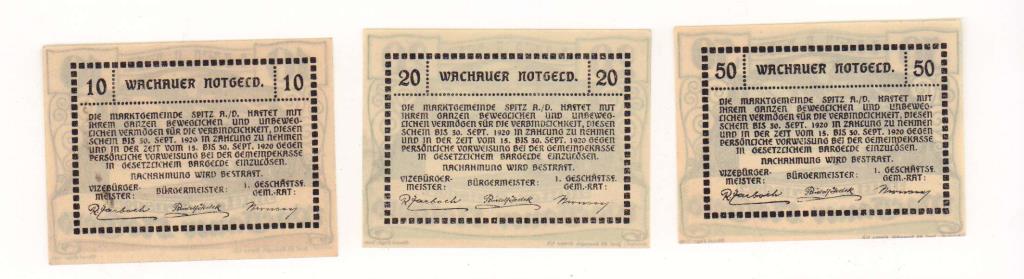 10 WACHAUER NOTGELD. 10
DIE MARKTGEMEINDE SPITZ A./D. HAFTET MIT
IHREM GANZEN BEWEGLICHEN UND UNBEWEG-
LICHEN VERMÖGEN FÜR DIE VERBINDLICHKEIT, DIESEN
SCHEIN BIS 30. SEPT. 1920 IN ZAHLUNG ZU NEHMEN
UND IN DER ZEIT VOM 15. BIS 30. SEPT. 1920 GEGEN
PERSÖNLICHE VORWEISUNG BEI DER GEMEINDEKASSE
IN GESETZLICHEM BARGELDE EINZULÖSEN.
NACHAHMUNG WIRD BESTRAFT.
VIZEBÜRGER- BÜRGERMEISTER: 1. GESCHÄFTSF.
MEISTER: GEM.-RAT:
20 WACHAUER NOTGELD. 20
DIE MARKTGEMEINDE SPITZ A./D. HAFTET MIT
IHREM GANZEN BEWEGLICHEN UND UNBEWEG-
LICHEN VERMÖGEN FÜR DIE VERBINDLICHKEIT, DIESEN
SCHEIN BIS 30. SEPT. 1920 IN ZAHLUNG ZU NEHMEN
UND IN DER ZEIT VOM 15. BIS 30. SEPT. 1920 GEGEN
PERSÖNLICHE VORWEISUNG BEI DER GEMEINDEKASSE
IN GESETZLICHEM BARGELDE EINZULÖSEN.
NACHAHMUNG WIRD BESTRAFT.
VIZEBÜRGER- BÜRGERMEISTER: 1. GESCHÄFTSF.
MEISTER: GEM.-RAT:
50 WACHAUER NOTGELD. 50
DIE MARKTGEMEINDE SPITZ A./D. HAFTET MIT
IHREM GANZEN BEWEGLICHEN UND UNBEWEG-
LICHEN VERMÖGEN FÜR DIE VERBINDLICHKEIT, DIESEN
SCHEIN BIS 30. SEPT. 1920 IN ZAHLUNG ZU NEHMEN
UND IN DER ZEIT VOM 15. BIS 30. SEPT. 1920 GEGEN
PERSÖNLICHE VORWEISUNG BEI DER GEMEINDEKASSE
IN GESETZLICHEM BARGELDE EINZULÖSEN.
NACHAHMUNG WIRD BESTRAFT.
VIZEBÜRGER- BÜRGERMEISTER: 1. GESCHÄFTSF.
MEISTER: GEM.-RAT: